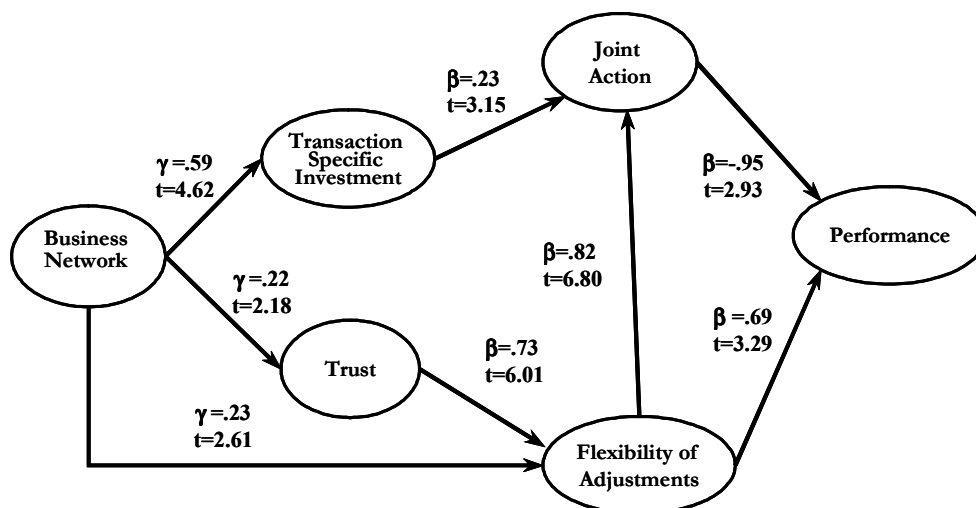 Joint
Action
β=.23
t=3.15
Transaction
Specific
Investment
γ=.59
t=4.62
β=-.95
t=2.93
Business
Network
Performance
γ=.22
t=2.18
β=.82
t=6.80
β =.69
t=3.29
Trust
β=.73
t=6.01
γ=.23
t=2.61
Flexibility of
Adjustments